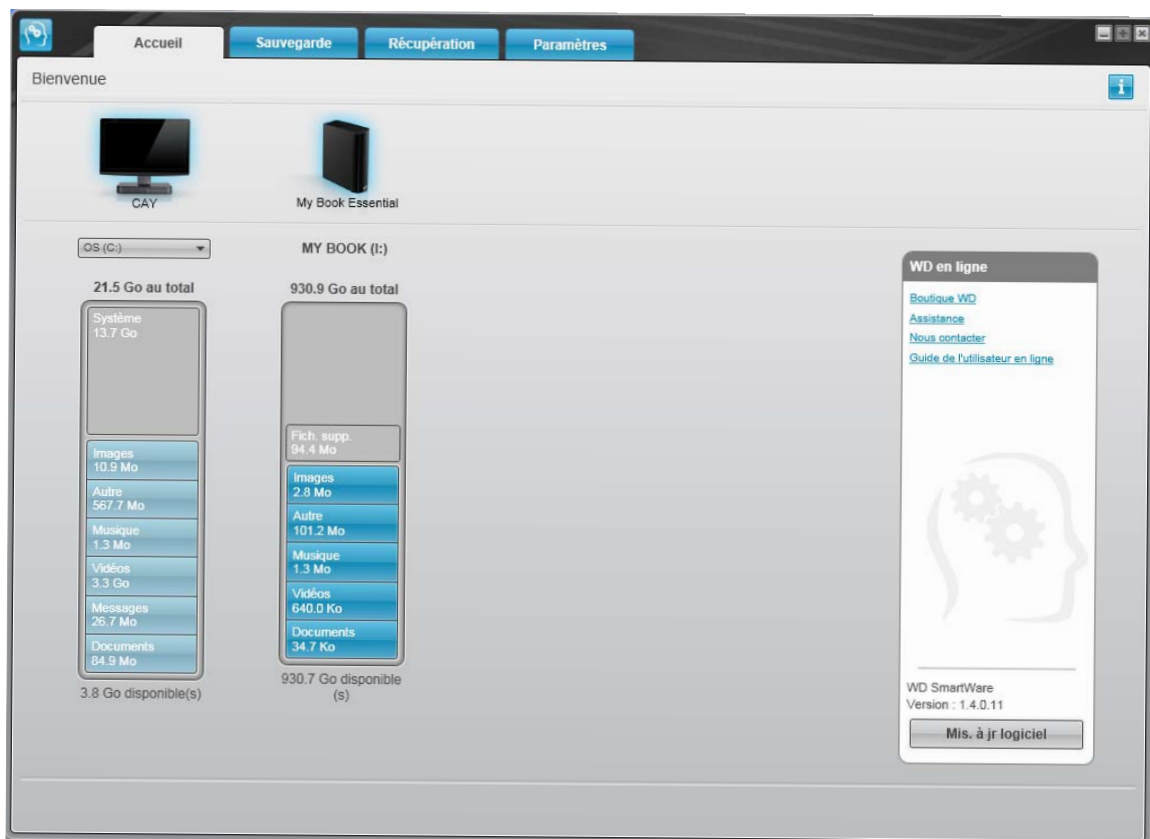 Accueil
Sauvegarde
Récupération
Paramètres
Bienvenue
CAY
My Book Essential
OS (C:)
MY BOOK (I:)
21.5 Go au total
Système
13.7 Go
Images
10.9 Mo
Autre
567.7 Mo
Musique
1.3 Mo
Vidéos
3.3 Go
Messages
26.7 Mo
Documents
84.9 Mo
3.8 Go disponible(s)
930.9 Go au total
Fich. supp.
94.4 Mo
Images
2.8 Mo
Autre
101.2 Mo
Musique
1.3 Mo
Vidéos
640.0 Ko
Documents
34.7 Ko
930.7 Go disponible
(s)
WD en ligne
Boutique WD
Assistance
Nous contacter
Guide de l'utilisateur en ligne
WD SmartWare
Version : 1.4.0.11
Mis. à jr logiciel